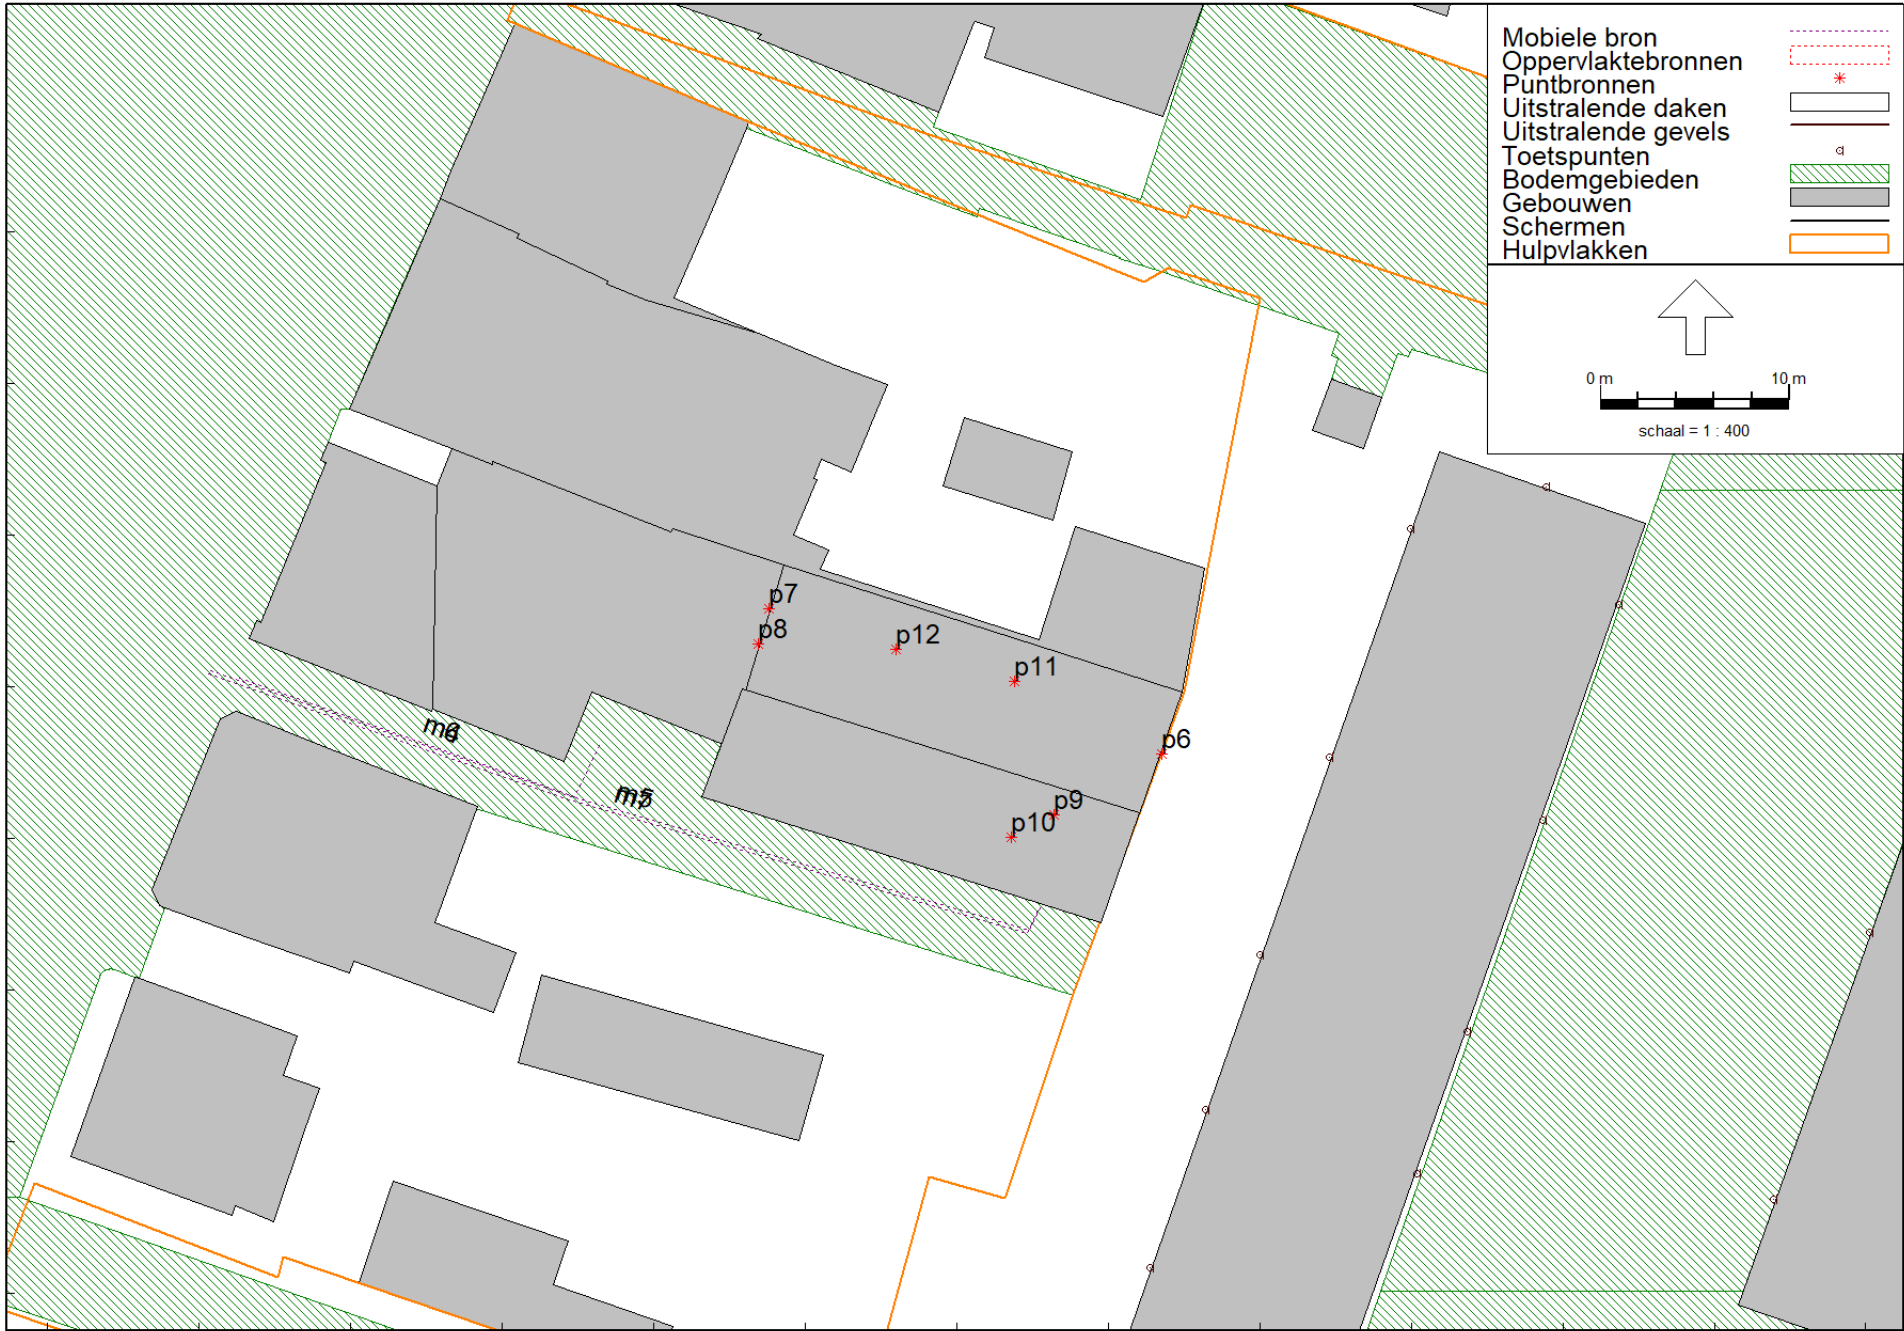 Mobiele bron
Oppervlaktebronnen
Puntbronnen
Uitstralende daken
Uitstralende gevels
Toetspunten
Bodemgebieden
Gebouwen
Schermen
Hulpvlakken
0 m 10 m
schaal = 1 : 400
p7
p8
p12
p11
p6
p9
p10